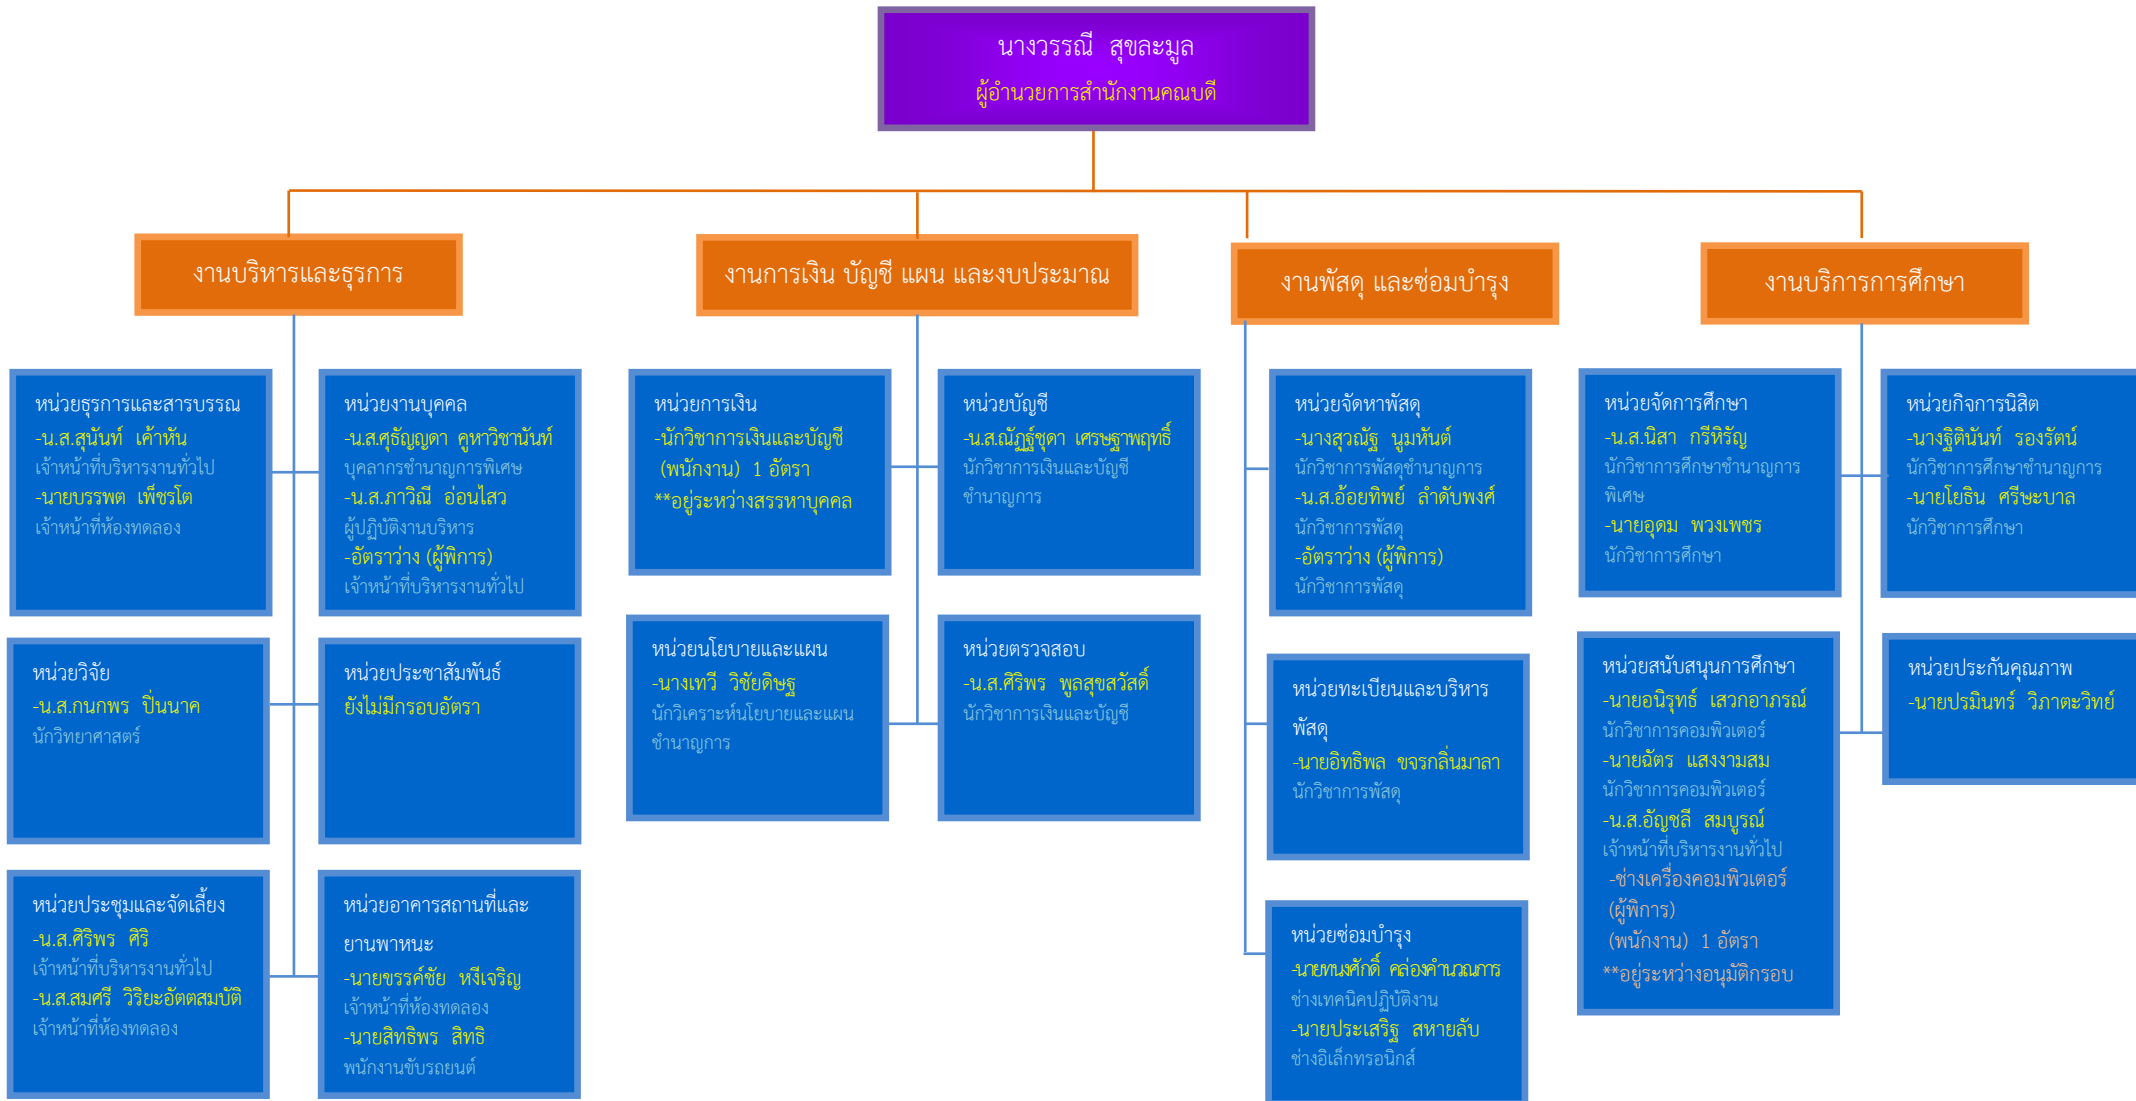 นางวรรณี สุขละมูล
ผู้อำนวยการสำนักงานคณบดี
งานบริหารและธุรการ
หน่วยธุรการและสารบรรณ
-น.ส.สุนันท์ เค้าหัน
เจ้าหน้าที่บริหารงานทั่วไป
-นายบรรพต เพ็ชรโต
เจ้าหน้าที่ห้องทดลอง
หน่วยงานบุคคล
-น.ส.ศุธัญญดา คูหาวิชานันท์
บุคลากรชำนาญการพิเศษ
-น.ส.ภาวิณี อ่อนไสว
ผู้ปฏิบัติงานบริหาร
-อัตราว่าง (ผู้พิการ)
เจ้าหน้าที่บริหารงานทั่วไป
หน่วยวิจัย
-น.ส.กนกพร ปิ่นนาค
นักวิทยาศาสตร์
หน่วยประชาสัมพันธ์
ยังไม่มีกรอบอัตรา
หน่วยประชุมและจัดเลี้ยง
-น.ส.ศิริพร ศิริ
เจ้าหน้าที่บริหารงานทั่วไป
-น.ส.สมศรี วิริยะอัตตสมบัติ
เจ้าหน้าที่ห้องทดลอง
หน่วยอาคารสถานที่และ
ยานพาหนะ
-นายขรรค์ชัย หงีเจริญ
เจ้าหน้าที่ห้องทดลอง
-นายสิทธิพร สิทธิ
พนักงานขับรถยนต์
งานการเงิน บัญชี แผน และงบประมาณ
หน่วยการเงิน
-นักวิชาการเงินและบัญชี
(พนักงาน) 1 อัตรา
**อยู่ระหว่างสรรหาบุคคล
หน่วยบัญชี
-น.ส.ณัฏฐ์ชุดา เศรษฐาพฤทธิ์
นักวิชาการเงินและบัญชี
ชำนาญการ
หน่วยนโยบายและแผน
-นางเทวี วิชัยดิษฐ
นักวิเคราะห์นโยบายและแผน
ชำนาญการ
หน่วยตรวจสอบ
-น.ส.ศิริพร พูลสุขสวัสดิ์
นักวิชาการเงินและบัญชี
งานพัสดุ และซ่อมบำรุง
หน่วยจัดหาพัสดุ
-นางสุวณัฐ นูมหันต์
นักวิชาการพัสดุชำนาญการ
-น.ส.อ้อยทิพย์ ลำดับพงศ์
นักวิชาการพัสดุ
-อัตราว่าง (ผู้พิการ)
นักวิชาการพัสดุ
หน่วยทะเบียนและบริหาร
พัสดุ
-นายอิทธิพล ขจรกลิ่นมาลา
นักวิชาการพัสดุ
หน่วยซ่อมบำรุง
-นายทนงศักดิ์ คล่องคำนวณการ
ช่างเทคนิคปฏิบัติงาน
-นายประเสริฐ สหายลับ
ช่างอิเล็กทรอนิกส์
งานบริการการศึกษา
หน่วยจัดการศึกษา
-น.ส.นิสา กรีหิรัญ
นักวิชาการศึกษาชำนาญการ
พิเศษ
-นายอุดม พวงเพชร
นักวิชาการศึกษา
หน่วยกิจการนิสิต
-นางฐิตินันท์ รองรัตน์
นักวิชาการศึกษาชำนาญการ
-นายโยธิน ศรีษะบาล
นักวิชาการศึกษา
หน่วยสนับสนุนการศึกษา
-นายอนิรุทธ์ เสวกอาภรณ์
นักวิชาการคอมพิวเตอร์
-นายฉัตร แสงงามสม
นักวิชาการคอมพิวเตอร์
-น.ส.อัญชลี สมบูรณ์
เจ้าหน้าที่บริหารงานทั่วไป
-ช่างเครื่องคอมพิวเตอร์
(ผู้พิการ)
(พนักงาน) 1 อัตรา
**อยู่ระหว่างอนุมัติกรอบ
หน่วยประกันคุณภาพ
-นายปรมินทร์ วิภาตะวิทย์